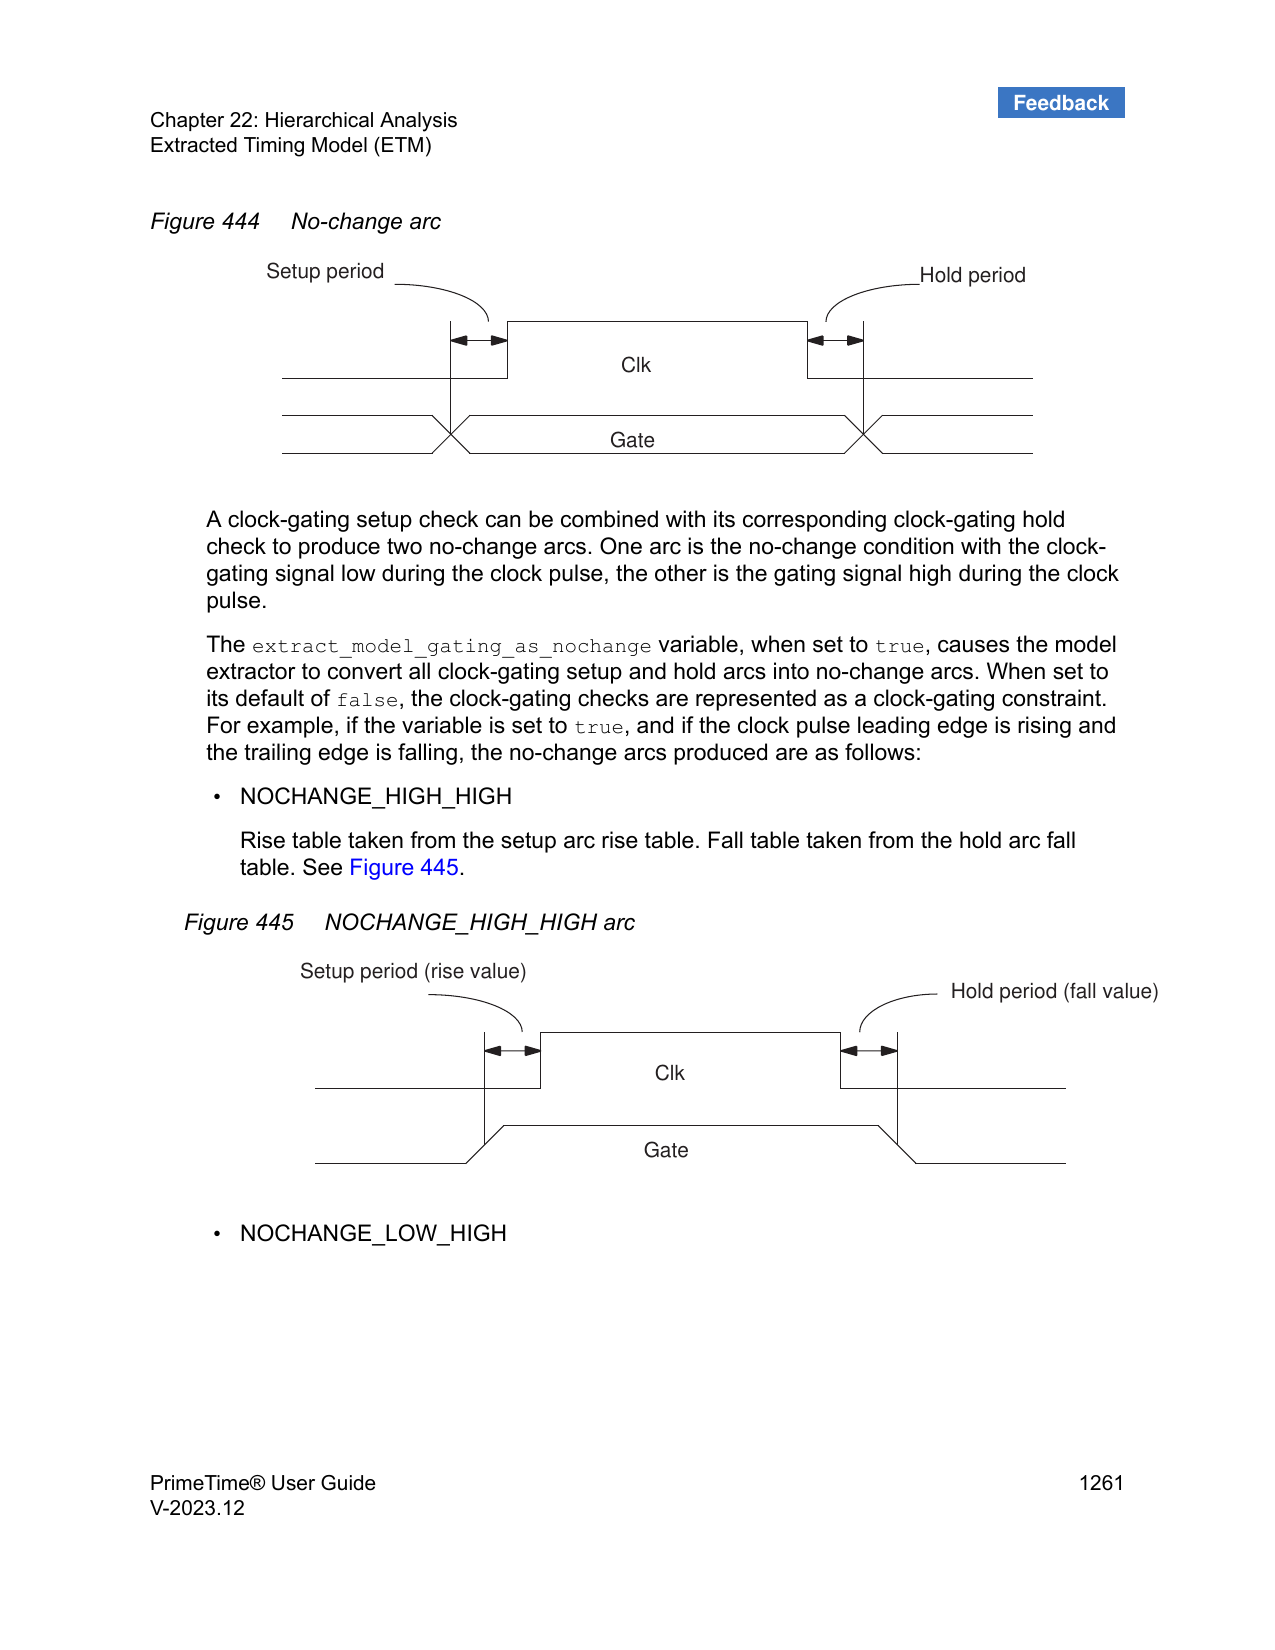 Feedback
Chapter 22: Hierarchical Analysis
Extracted Timing Model (ETM)
Figure 444 No-change arc
Setup period
Hold period
Clk
Gate
A clock-gating setup check can be combined with its corresponding clock-gating hold
check to produce two no-change arcs. One arc is the no-change condition with the clock-
gating signal low during the clock pulse, the other is the gating signal high during the clock
pulse.
The extract_model_gating_as_nochange variable, when set to true, causes the model
extractor to convert all clock-gating setup and hold arcs into no-change arcs. When set to
its default of false, the clock-gating checks are represented as a clock-gating constraint.
For example, if the variable is set to true, and if the clock pulse leading edge is rising and
the trailing edge is falling, the no-change arcs produced are as follows:
• NOCHANGE_HIGH_HIGH
Rise table taken from the setup arc rise table. Fall table taken from the hold arc fall
table. See Figure 445.
Figure 445 NOCHANGE_HIGH_HIGH arc
Setup period (rise value)
Hold period (fall value)
Clk
Gate
• NOCHANGE_LOW_HIGH
PrimeTime® User Guide 1261
V-2023.12